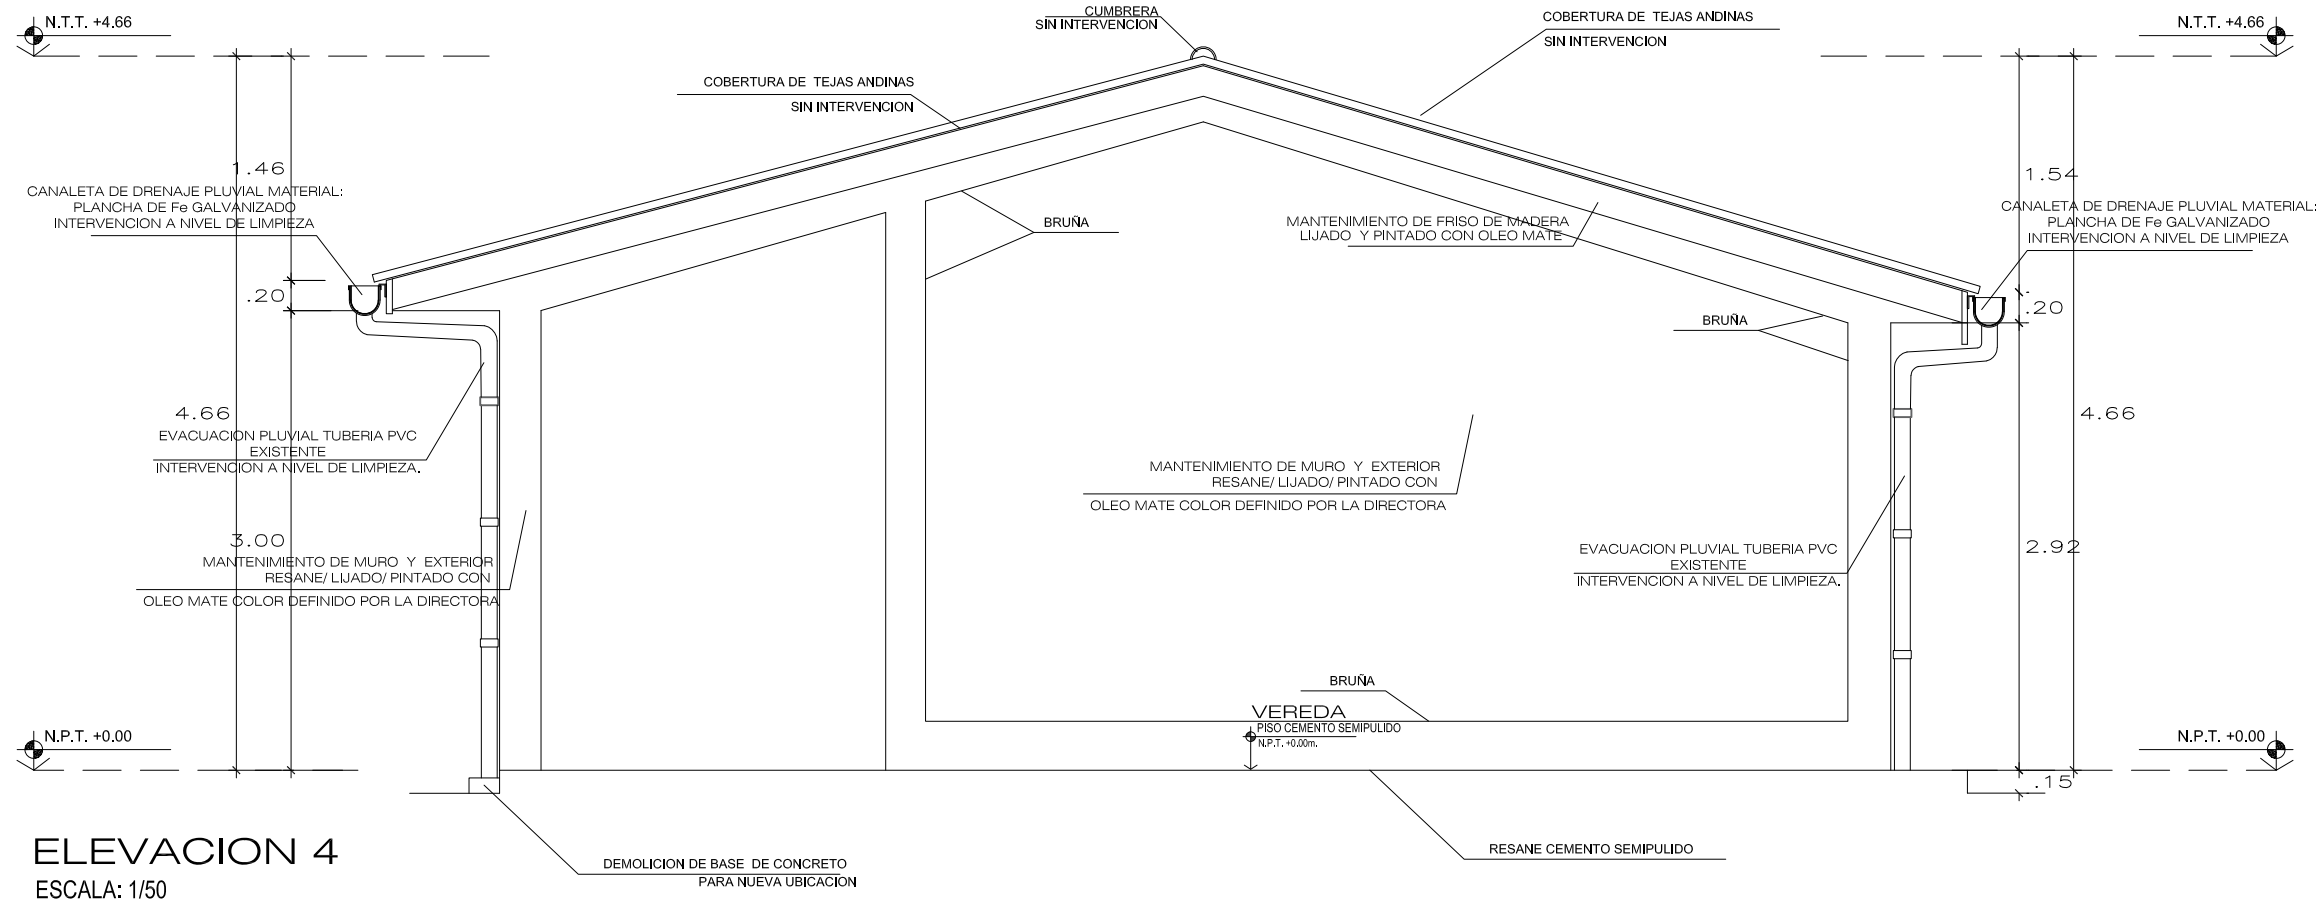 N.T.T. +4.66
CUMBRERA
SIN INTERVENCION
COBERTURA DE TEJAS ANDINAS
SIN INTERVENCION
N.T.T. +4.66
COBERTURA DE TEJAS ANDINAS
SIN INTERVENCION
1.46
CANALETA DE DRENAJE PLUVIAL MATERIAL:
PLANCHA DE Fe GALVANIZADO
INTERVENCION A NIVEL DE LIMPIEZA
BRUÑA
MANTENIMIENTO DE FRISO DE MADERA
LIJADO Y PINTADO CON OLEO MATE
1.54
CANALETA DE DRENAJE PLUVIAL MATERIAL:
PLANCHA DE Fe GALVANIZADO
INTERVENCION A NIVEL DE LIMPIEZA
.20
.20
BRUÑA
4.66
EVACUACION PLUVIAL TUBERIA PVC
EXISTENTE
INTERVENCION A NIVEL DE LIMPIEZA.
4.66
MANTENIMIENTO DE MURO Y EXTERIOR
RESANE/ LIJADO/ PINTADO CON
OLEO MATE COLOR DEFINIDO POR LA DIRECTORA
3.00
MANTENIMIENTO DE MURO Y EXTERIOR
RESANE/ LIJADO/ PINTADO CON
OLEO MATE COLOR DEFINIDO POR LA DIRECTORA
EVACUACION PLUVIAL TUBERIA PVC
EXISTENTE
INTERVENCION A NIVEL DE LIMPIEZA.
2.92
BRUÑA
VEREDA
PISO CEMENTO SEMIPULIDO
N.P.T. +0.00m.
N.P.T. +0.00
N.P.T. +0.00
.15
ELEVACION 4
ESCALA: 1/50
DEMOLICION DE BASE DE CONCRETO
PARA NUEVA UBICACION
RESANE CEMENTO SEMIPULIDO